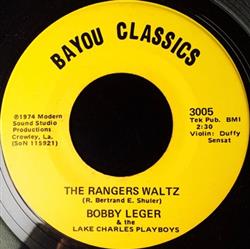 BAYOU CLASSICS
℗1974 Modern
Sound Studio
Productions
Crowley, La.
(SoN 115921)
3005
Tek Pub. BMI
2:30
Violin: Duffy
Sensat
THE RANGERS WALTZ
(R. Bertrand E. Shuler)
BOBBY LEGER
& the
LAKE CHARLES PLAYBOYS